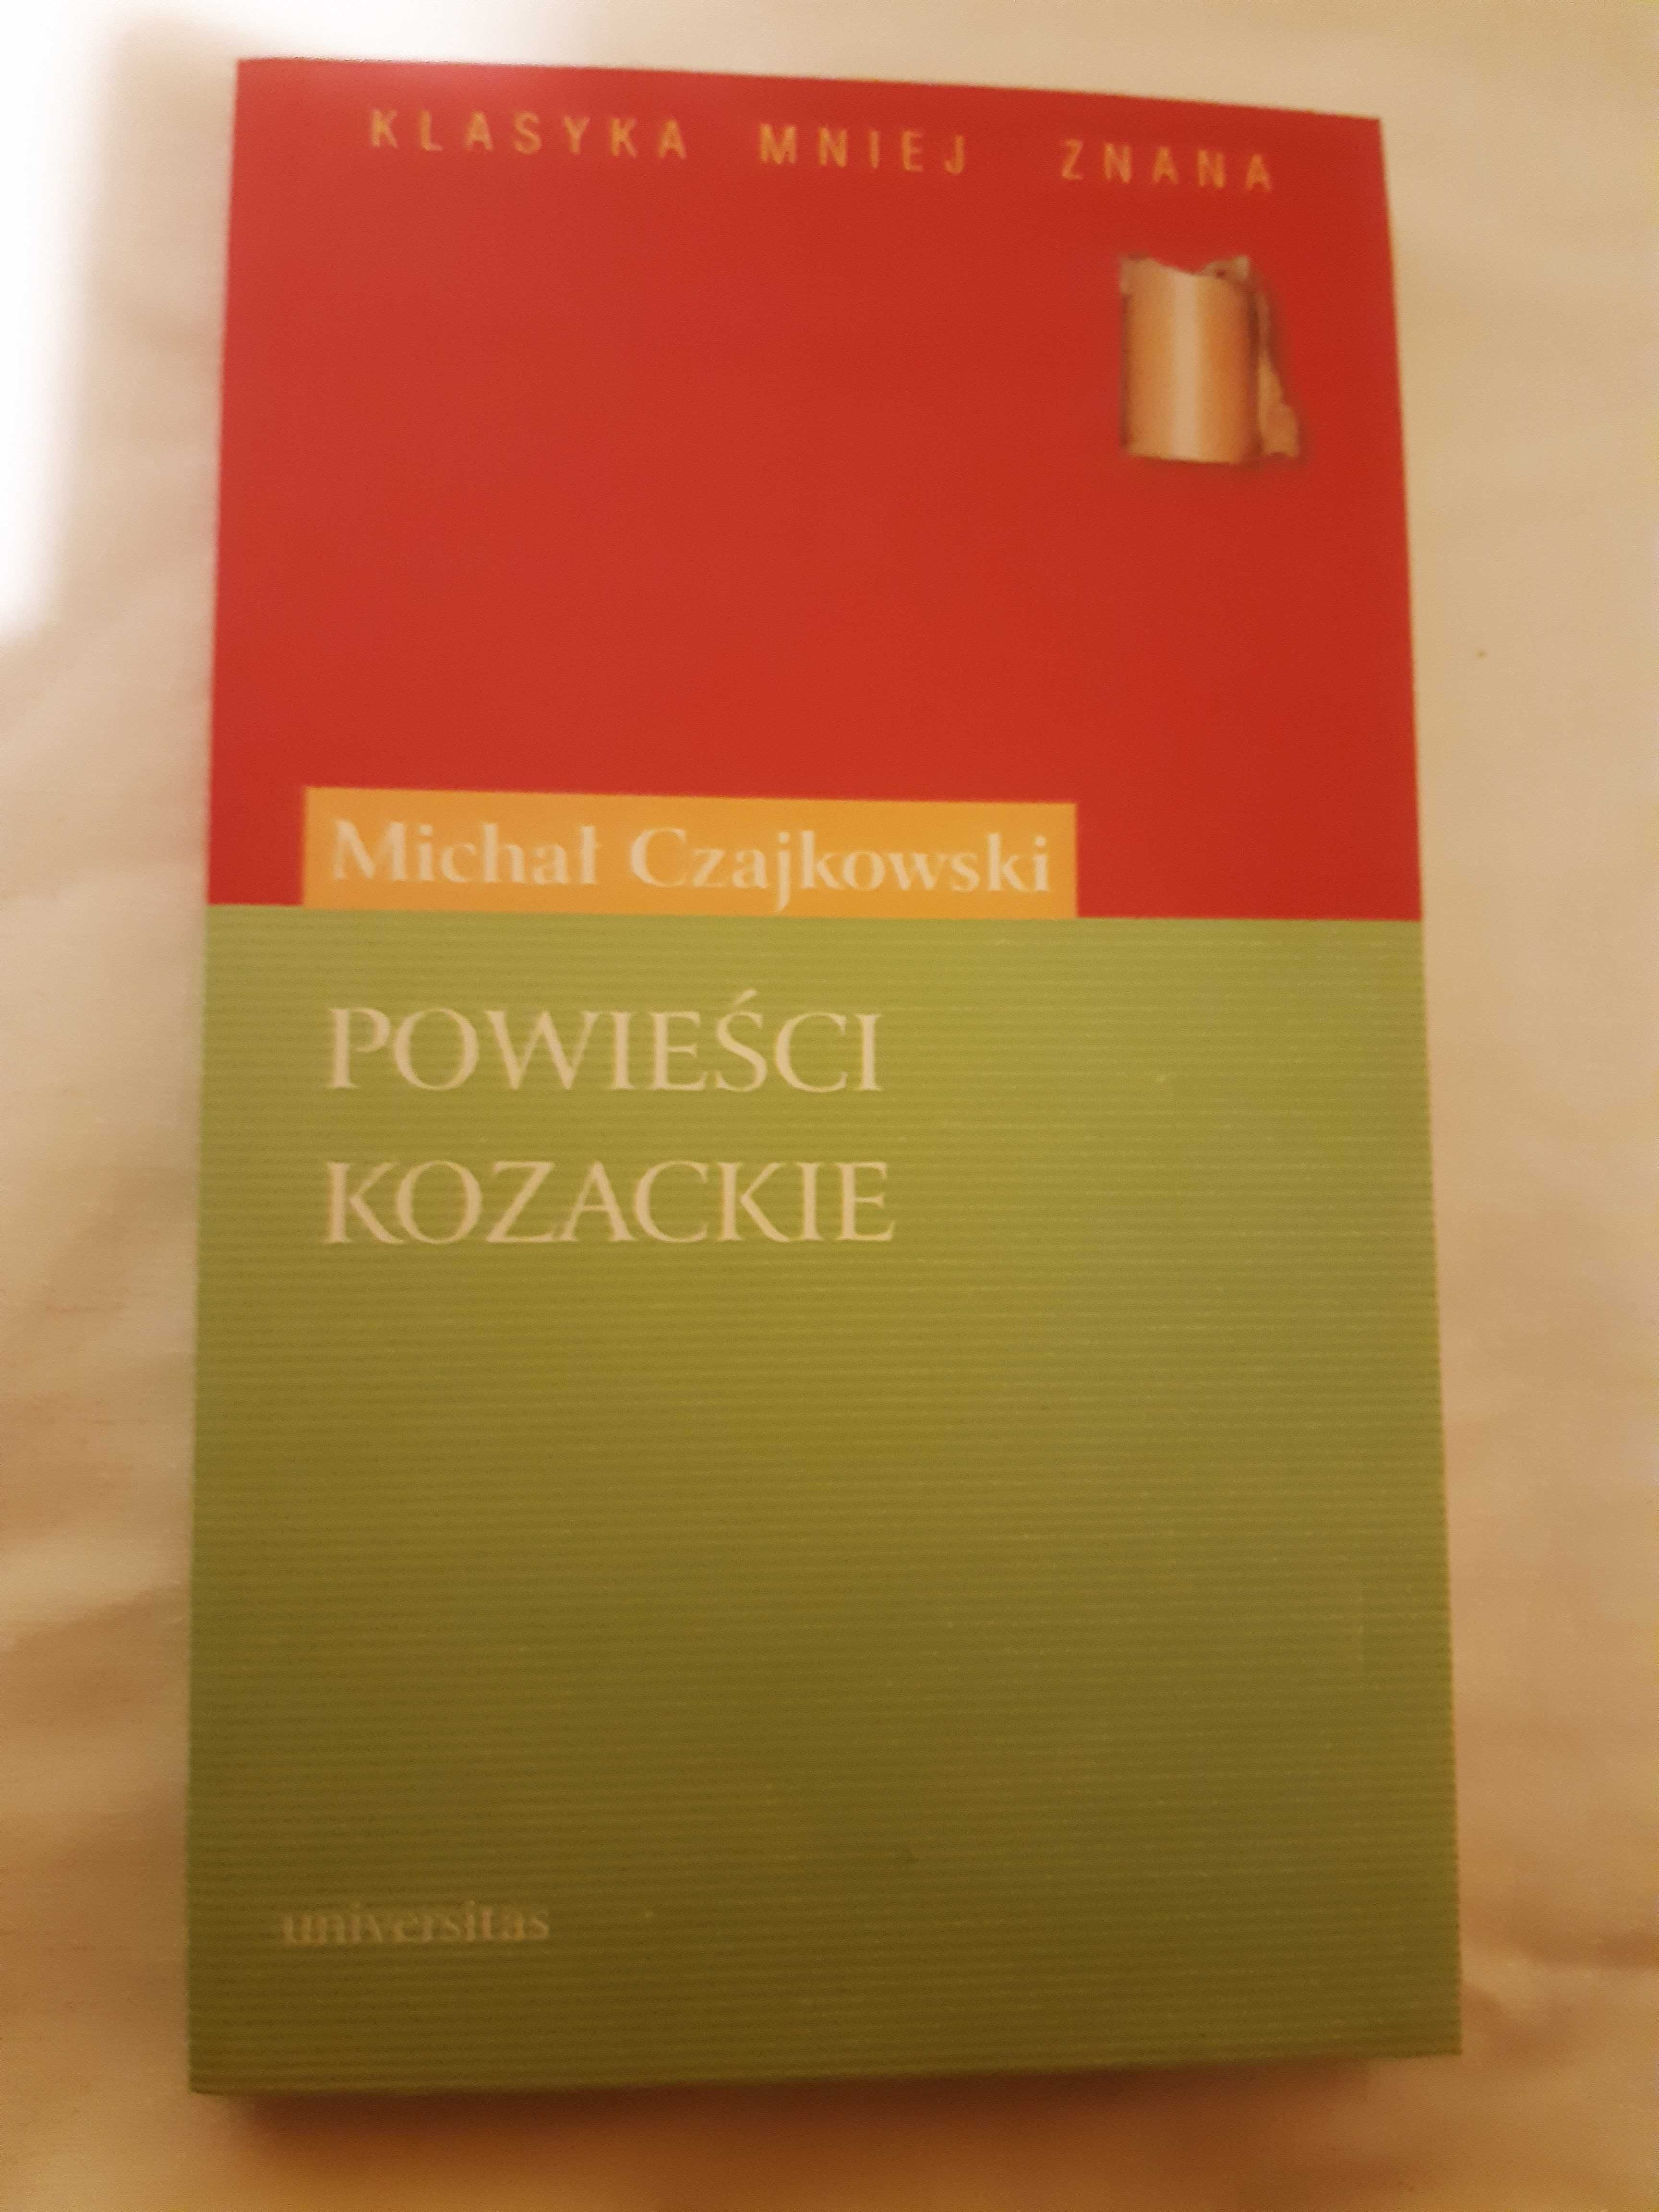 KLASYKA MNIEJ ZNANA
Michał Czajkowski
POWIEŚCI
KOZACKIE
universitas